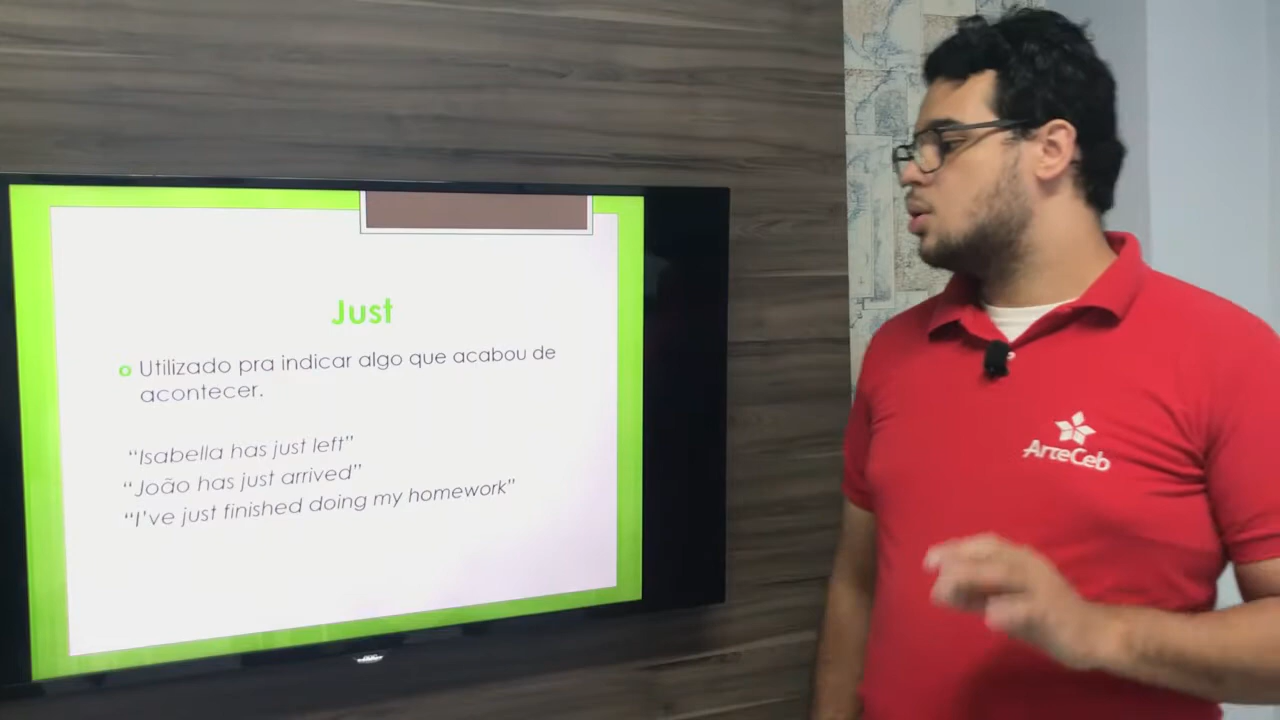 Just
Utilizado pra indicar algo que acabou de
acontecer.
“Isabella has just left”
“João has just arrived”
“I’ve just finished doing my homework”
ArteCeb